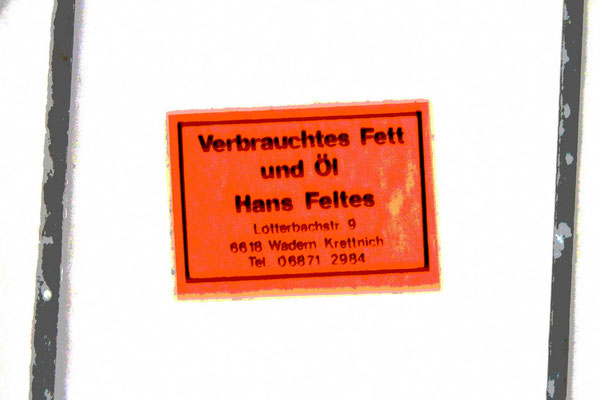 Verbrauchtes Fett
und Öl
Hans Feltes
Lotterbachstr 9
6618 Wadern Krettnich
Tel 06871 2984